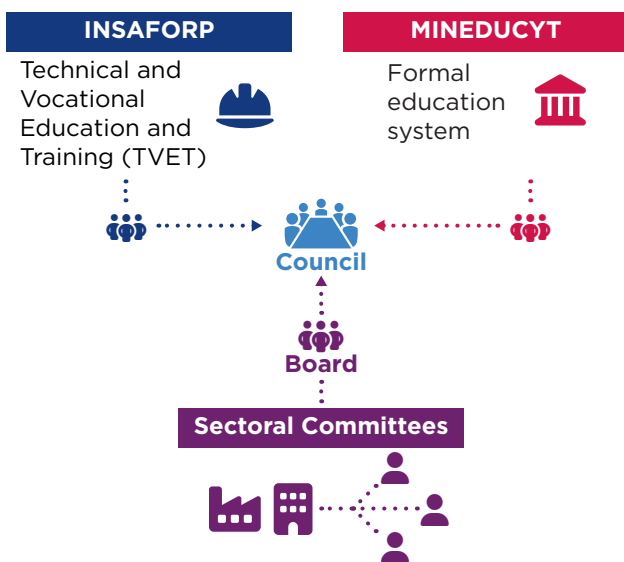 INSAFORP
Technical and
Vocational
Education and
Training (TVET)
MINEDUCYT
Formal
education
system
Council
Board
Sectoral Committees